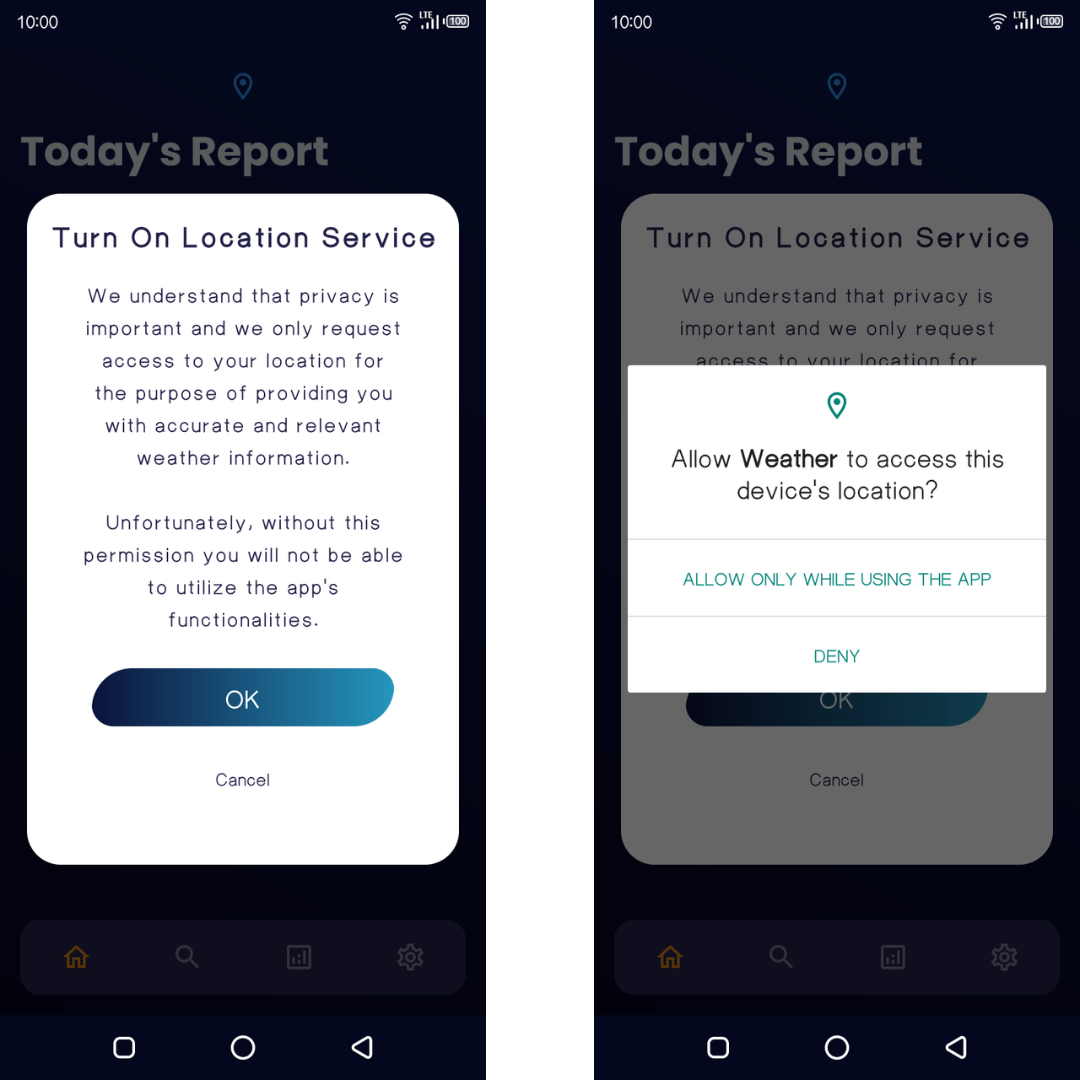 10:00
LTE
100
Today's Report
Turn On Location Service
We understand that privacy is
important and we only request
access to your location for
the purpose of providing you
with accurate and relevant
weather information.
Unfortunately, without this
permission you will not be able
to utilize the app's
functionalities.
OK
Cancel
10:00
LTE
100
Today's Report
Turn On Location Service
We understand that privacy is
important and we only request
access to your location for
Allow Weather to access this
device's location?
ALLOW ONLY WHILE USING THE APP
DENY
OK
Cancel